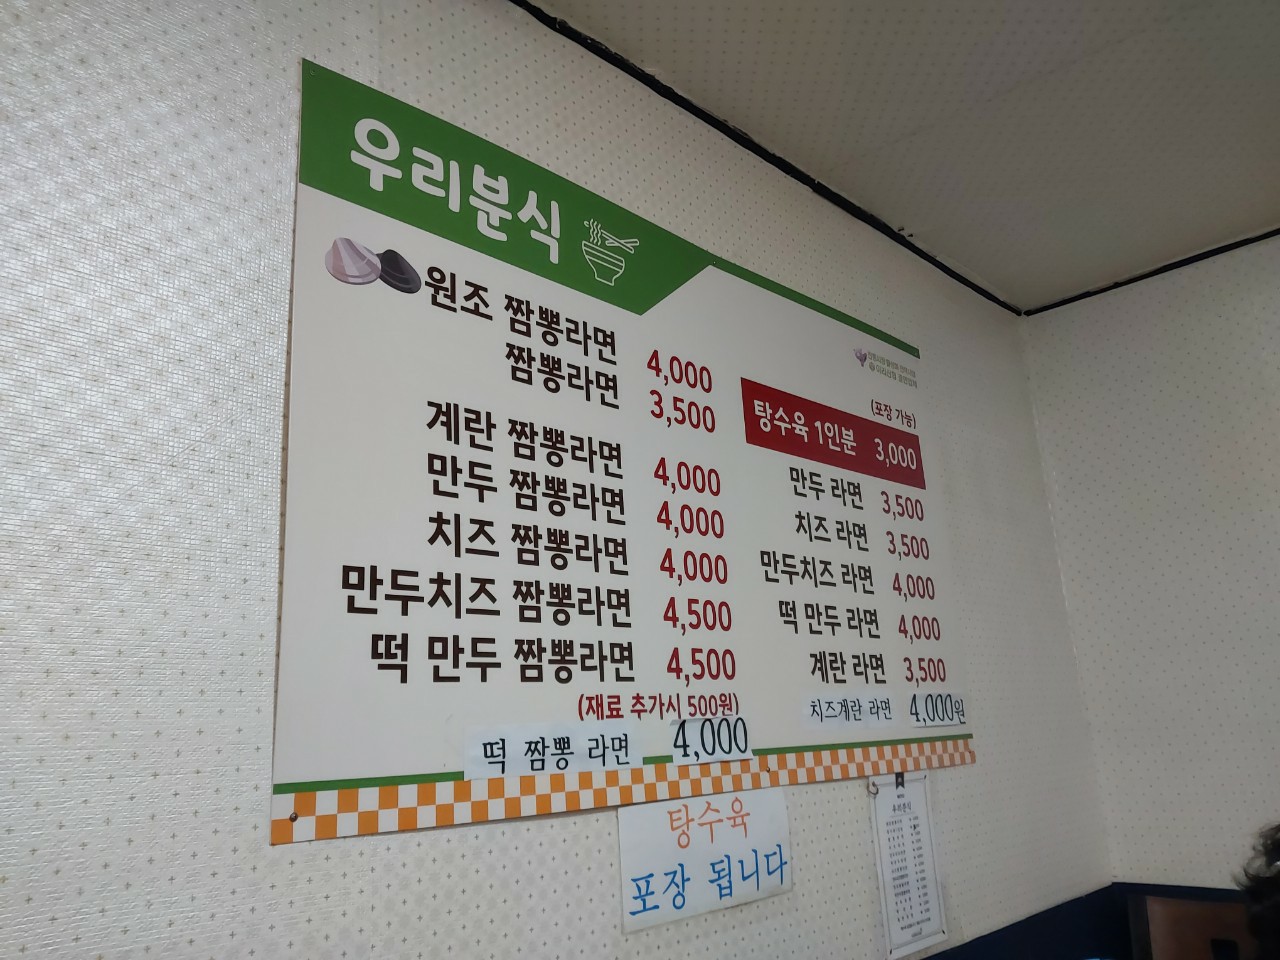 우리분식
원조 짬뽕라면 4,000
짬뽕라면 3,500
계란 짬뽕라면 4,000
만두 짬뽕라면 4,000
치즈 짬뽕라면 4,000
만두치즈 짬뽕라면 4,500
떡 만두 짬뽕라면 4,500
(재료 추가시 500원)
떡 짬뽕 라면 4,000
(포장 가능)
탕수육 1인분 3,000
만두 라면 3,500
치즈 라면 3,500
만두치즈 라면 4,000
떡 만두 라면 4,000
계란 라면 3,500
치즈계란 라면 4,000원
탕수육
포장 됩니다
우리분식